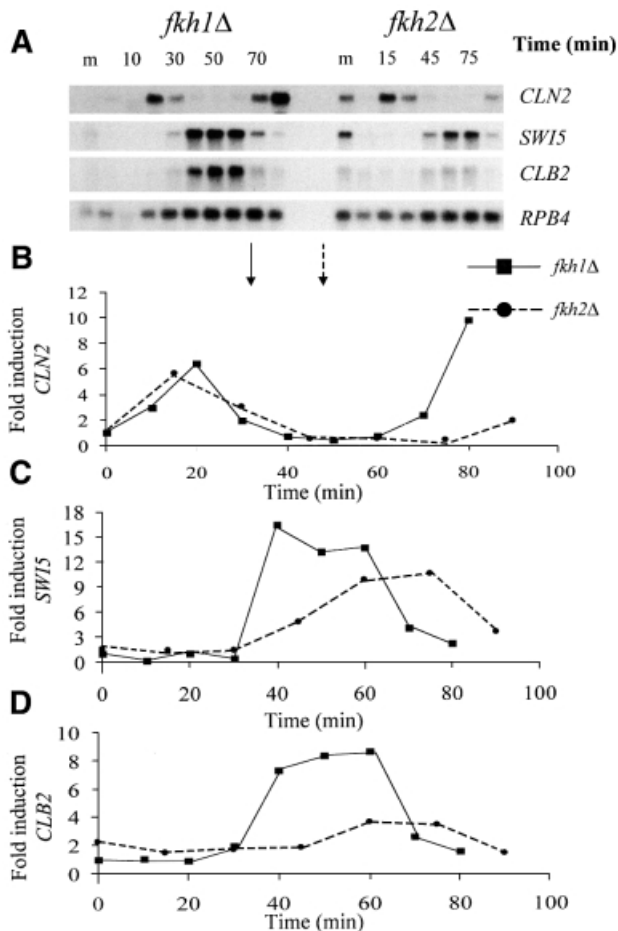 A fkh1Δ fkh2Δ Time (min)
m 10 30 50 70 m 15 45 75
CLN2
SWI5
CLB2
RPB4
B
fkh1Δ
fkh2Δ
Fold induction
CLN2
12
10
8
6
4
2
0
0 20 40 60 80 100
Time (min)
C
Fold induction
SWI5
18
15
12
9
6
3
0
0 20 40 60 80 100
Time (min)
D
Fold induction
CLB2
10
8
6
4
2
0
0 20 40 60 80 100
Time (min)